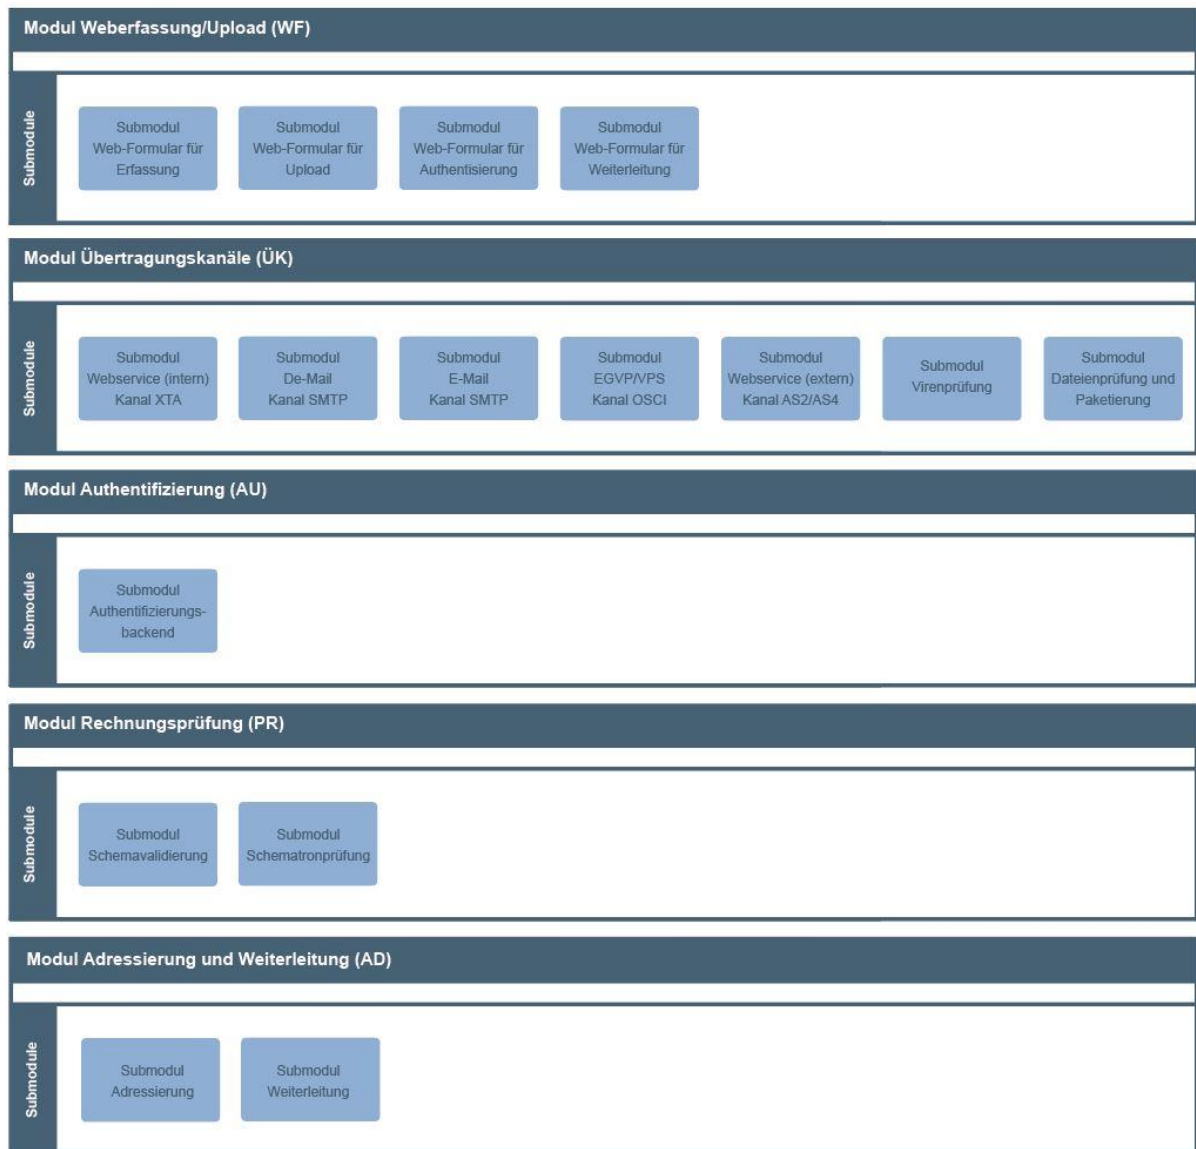 Modul Weberfassung/Upload (WF)
Submodule
Submodul
Web-Formular für
Erfassung
Submodul
Web-Formular für
Upload
Submodul
Web-Formular für
Authentisierung
Submodul
Web-Formular für
Weiterleitung
Modul Übertragungskanäle (ÜK)
Submodule
Submodul
Webservice (intern)
Kanal XTA
Submodul
De-Mail
Kanal SMTP
Submodul
E-Mail
Kanal SMTP
Submodul
EGVP/VPS
Kanal OSCI
Submodul
Webservice (extern)
Kanal AS2/AS4
Submodul
Virenprüfung
Submodul
Dateienprüfung und
Paketierung
Modul Authentifizierung (AU)
Submodule
Submodul
Authentifizierungs-
backend
Modul Rechnungsprüfung (PR)
Submodule
Submodul
Schemavalidierung
Submodul
Schematronprüfung
Modul Adressierung und Weiterleitung (AD)
Submodule
Submodul
Adressierung
Submodul
Weiterleitung